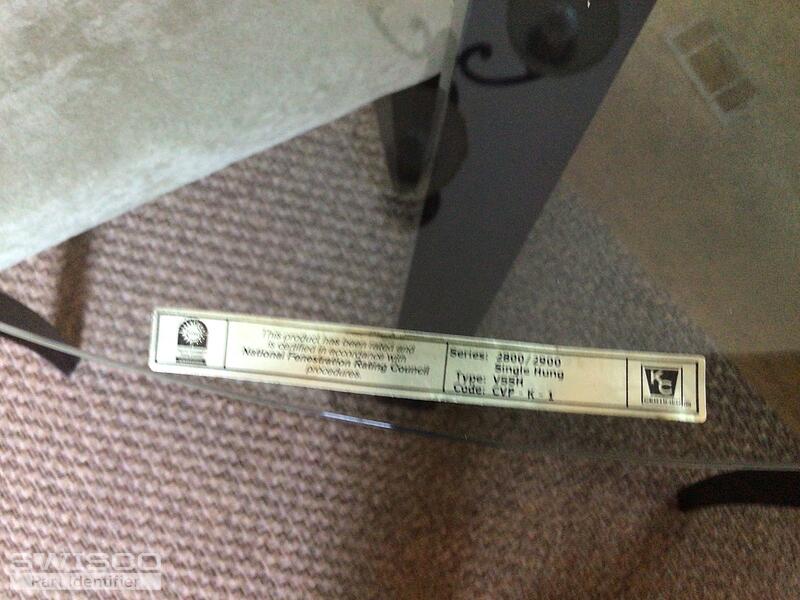 This product has been rated and
is certified in accordance with
National Fenestration Rating Council
procedures.
Series: 2800/2900
Single Hung
Type: VSSH
Code: CVP - K - 1
KC
SWISCO
Part Identifier